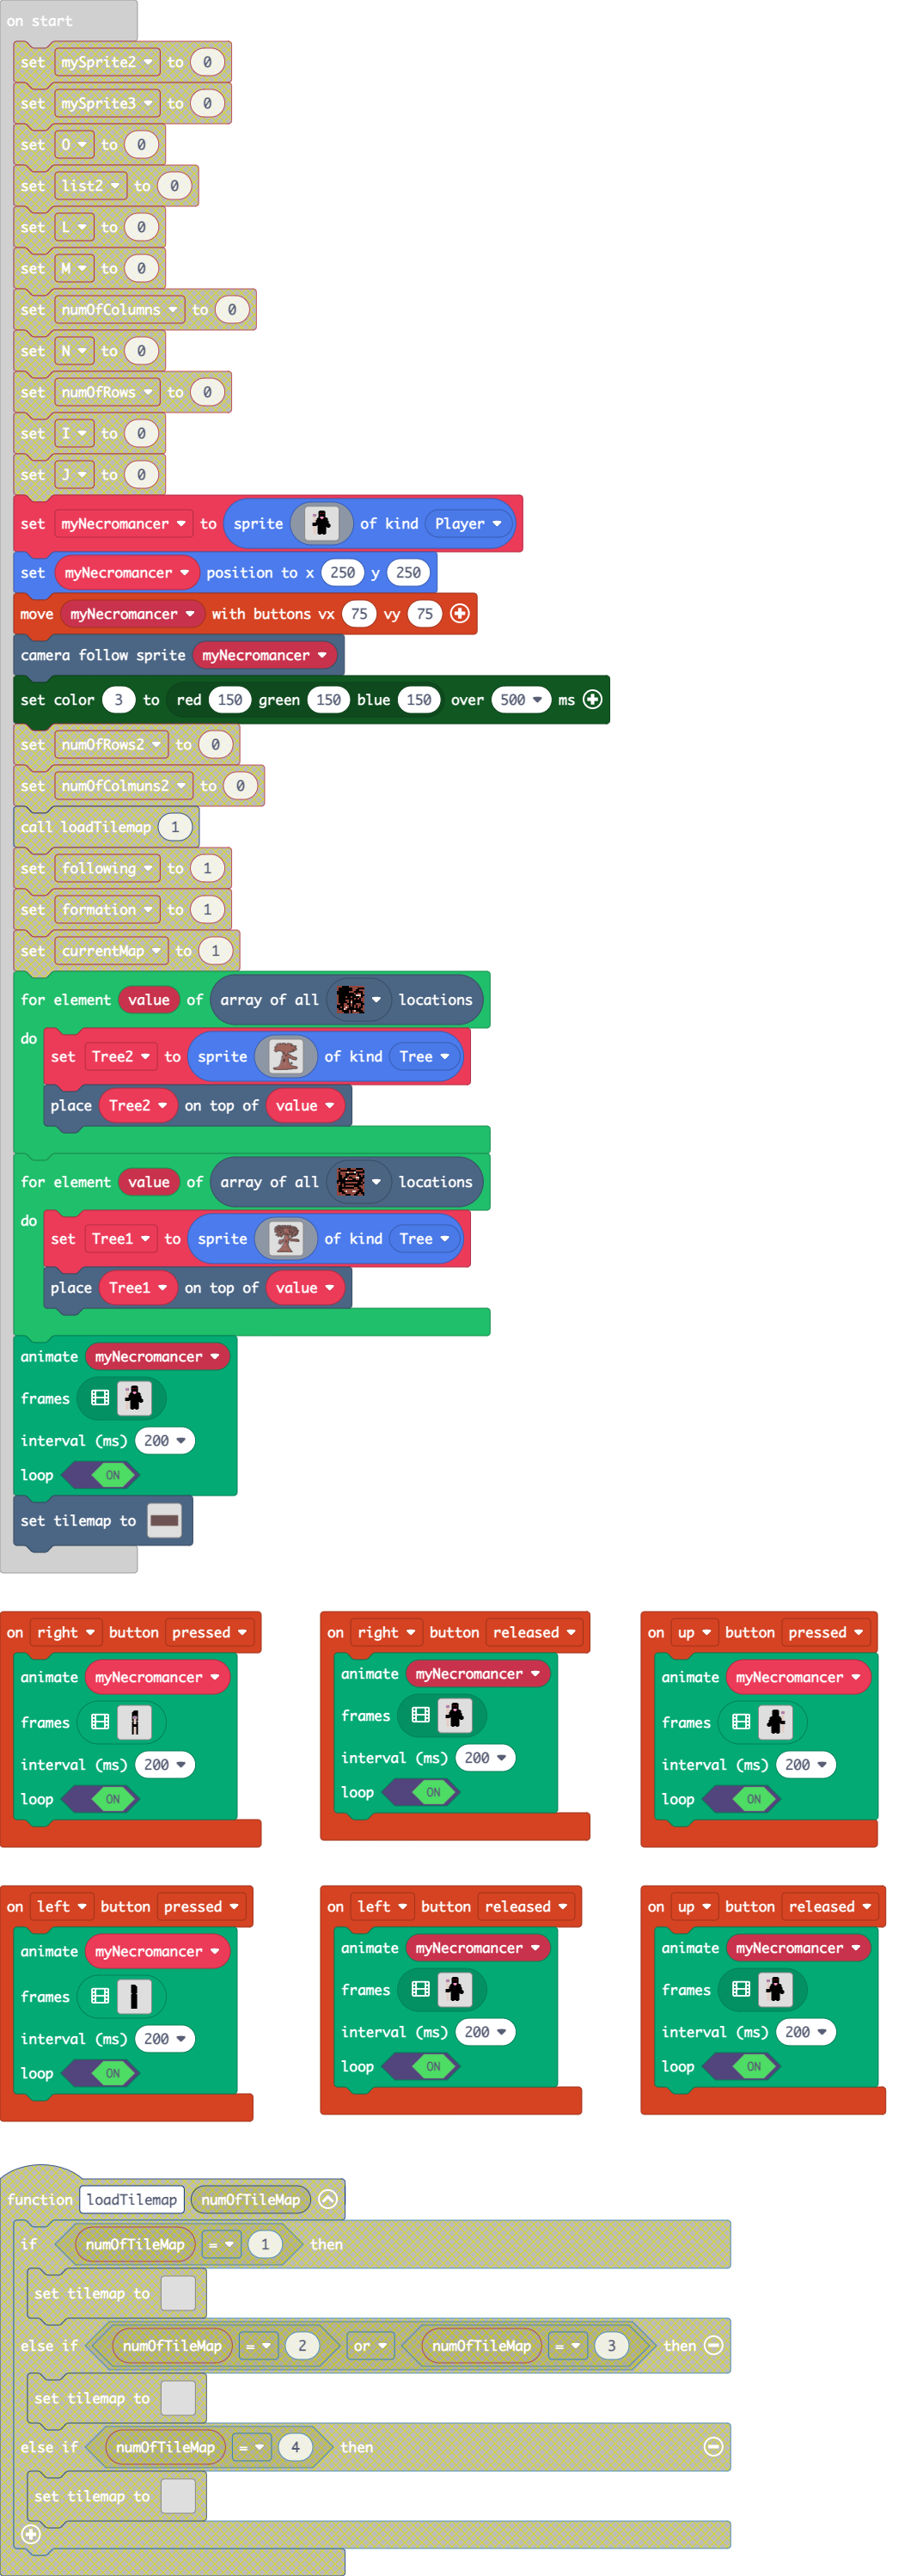 on start
set mySprite2 to 0
set mySprite3 to 0
set O to 0
set list2 to 0
set L to 0
set M to 0
set numOfColumns to 0
set N to 0
set numOfRows to 0
set I to 0
set J to 0
set myNecromancer to sprite of kind Player
set myNecromancer position to x 250 y 250
move myNecromancer with buttons vx 75 vy 75
camera follow sprite myNecromancer
set color 3 to red 150 green 150 blue 150 over 500 ms
set numOfRows2 to 0
set numOfColmuns2 to 0
call loadTilemap 1
set following to 1
set formation to 1
set currentMap to 1
for element value of array of all locations
do
set Tree2 to sprite of kind Tree
place Tree2 on top of value
for element value of array of all locations
do
set Tree1 to sprite of kind Tree
place Tree1 on top of value
animate myNecromancer
frames
interval (ms) 200
loop ON
set tilemap to
on right button pressed
animate myNecromancer
frames
interval (ms) 200
loop ON
on right button released
animate myNecromancer
frames
interval (ms) 200
loop ON
on up button pressed
animate myNecromancer
frames
interval (ms) 200
loop ON
on left button pressed
animate myNecromancer
frames
interval (ms) 200
loop ON
on left button released
animate myNecromancer
frames
interval (ms) 200
loop ON
on up button released
animate myNecromancer
frames
interval (ms) 200
loop ON
function loadTilemap numOfTileMap
if numOfTileMap = 1 then
set tilemap to
else if numOfTileMap = 2 or numOfTileMap = 3 then
set tilemap to
else if numOfTileMap = 4 then
set tilemap to